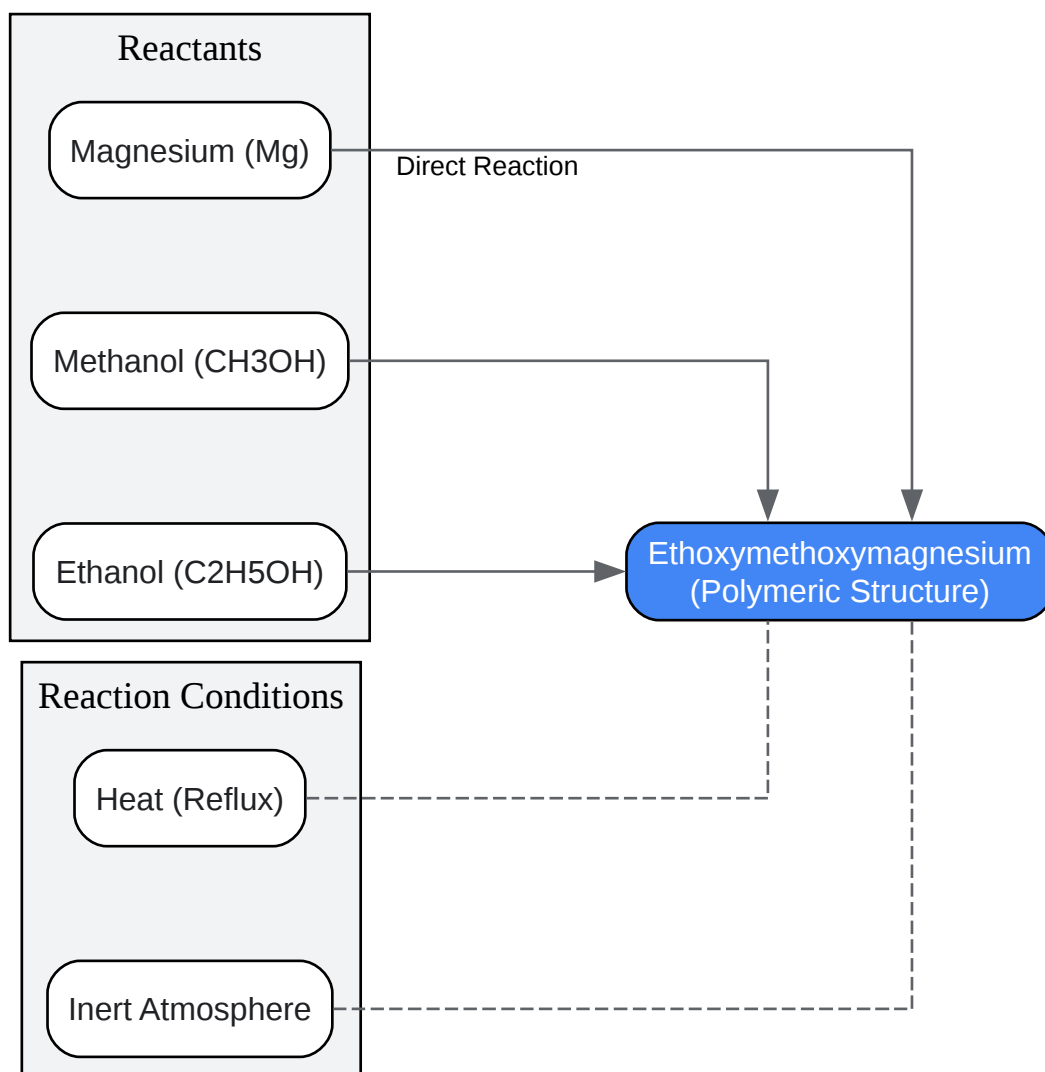 Reactants
Magnesium (Mg)
Direct Reaction
Methanol (CH3OH)
Ethanol (C2H5OH)
Ethoxymethoxymagnesium
(Polymeric Structure)
Reaction Conditions
Heat (Reflux)
Inert Atmosphere